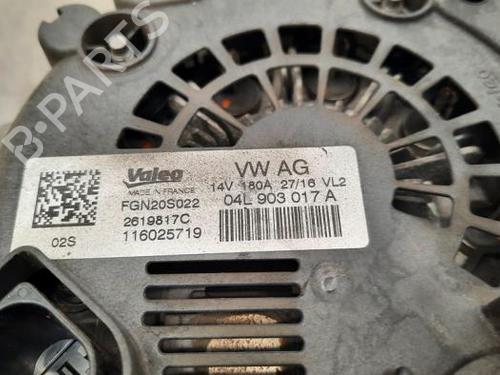 B-PARTS
Valeo
MADE IN FRANCE
VW AG
14V 180A 27/16 VL2
FGN20S022
04L 903 017 A
2619817C
02S
116025719